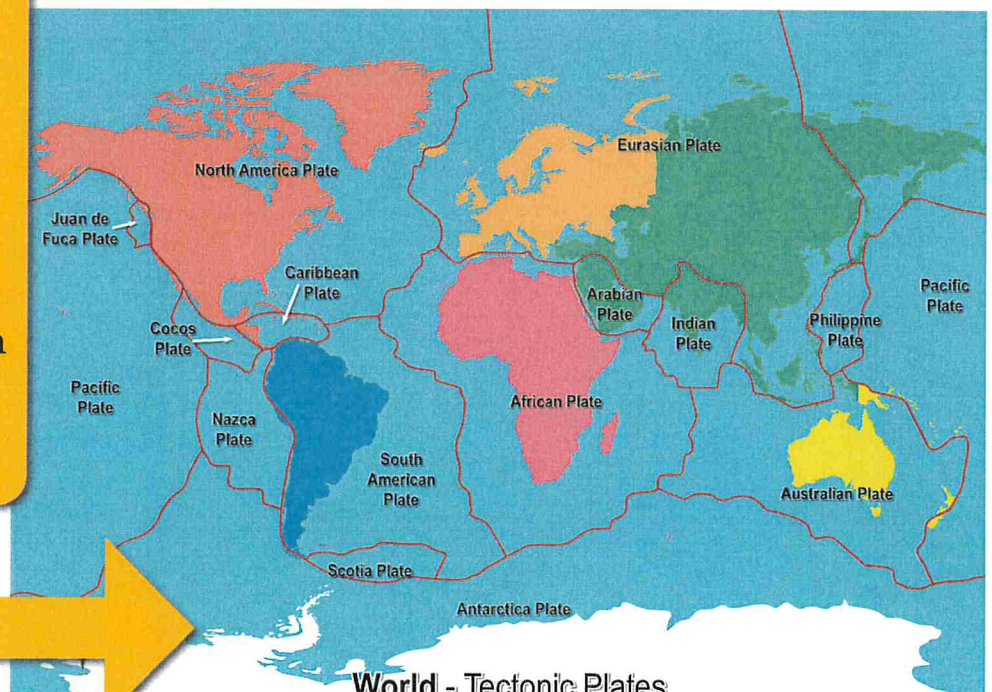 North America Plate
Eurasian Plate
Juan de
Fuca Plate
Caribbean
Plate
Cocos
Plate
Arabian
Plate
Indian
Plate
Philippine
Plate
Pacific
Plate
Pacific
Plate
Nazca
Plate
African Plate
South
American
Plate
Australian Plate
Scotia Plate
Antarctica Plate
World - Tectonic Plates